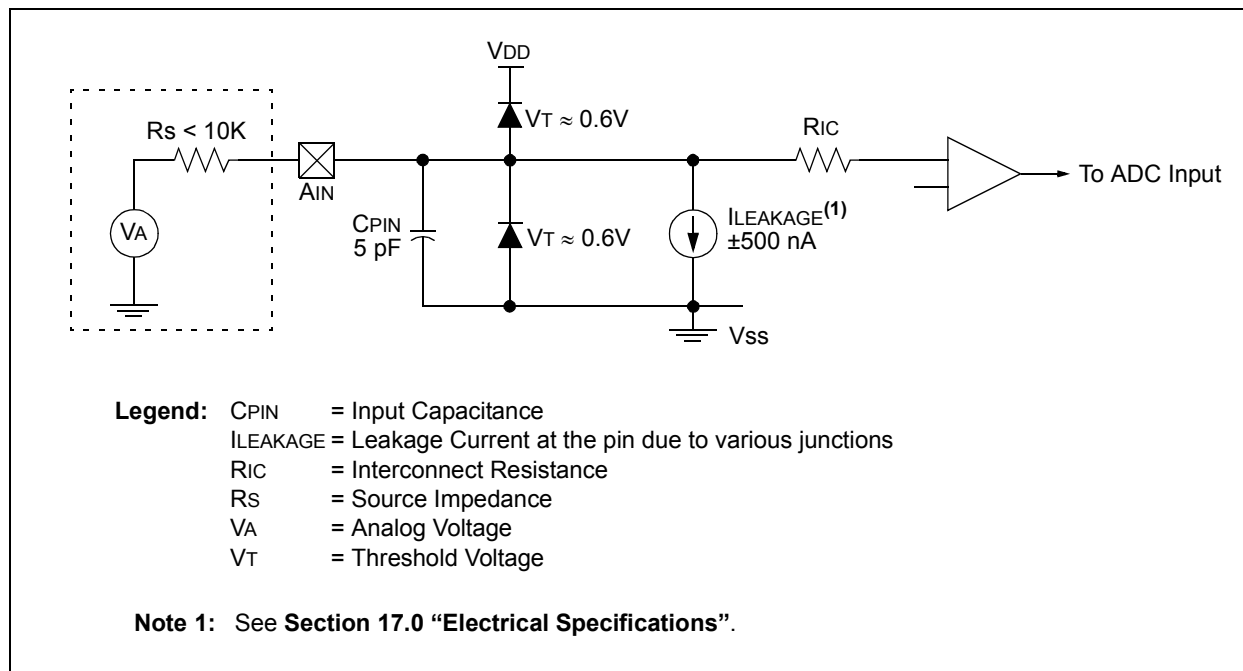 VDD
VT ≈ 0.6V
Rs < 10K
RIC
AIN
To ADC Input
VA
CPIN
5 pF
VT ≈ 0.6V
ILEAKAGE(1)
±500 nA
Vss
Legend: CPIN = Input Capacitance
ILEAKAGE = Leakage Current at the pin due to various junctions
RIC = Interconnect Resistance
RS = Source Impedance
VA = Analog Voltage
VT = Threshold Voltage
Note 1: See Section 17.0 “Electrical Specifications”.